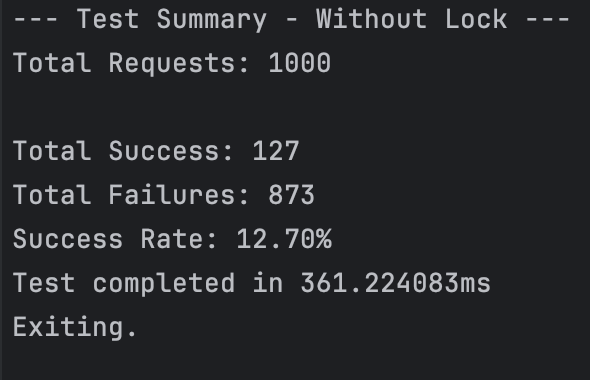 --- Test Summary - Without Lock ---
Total Requests: 1000
Total Success: 127
Total Failures: 873
Success Rate: 12.70%
Test completed in 361.224083ms
Exiting.